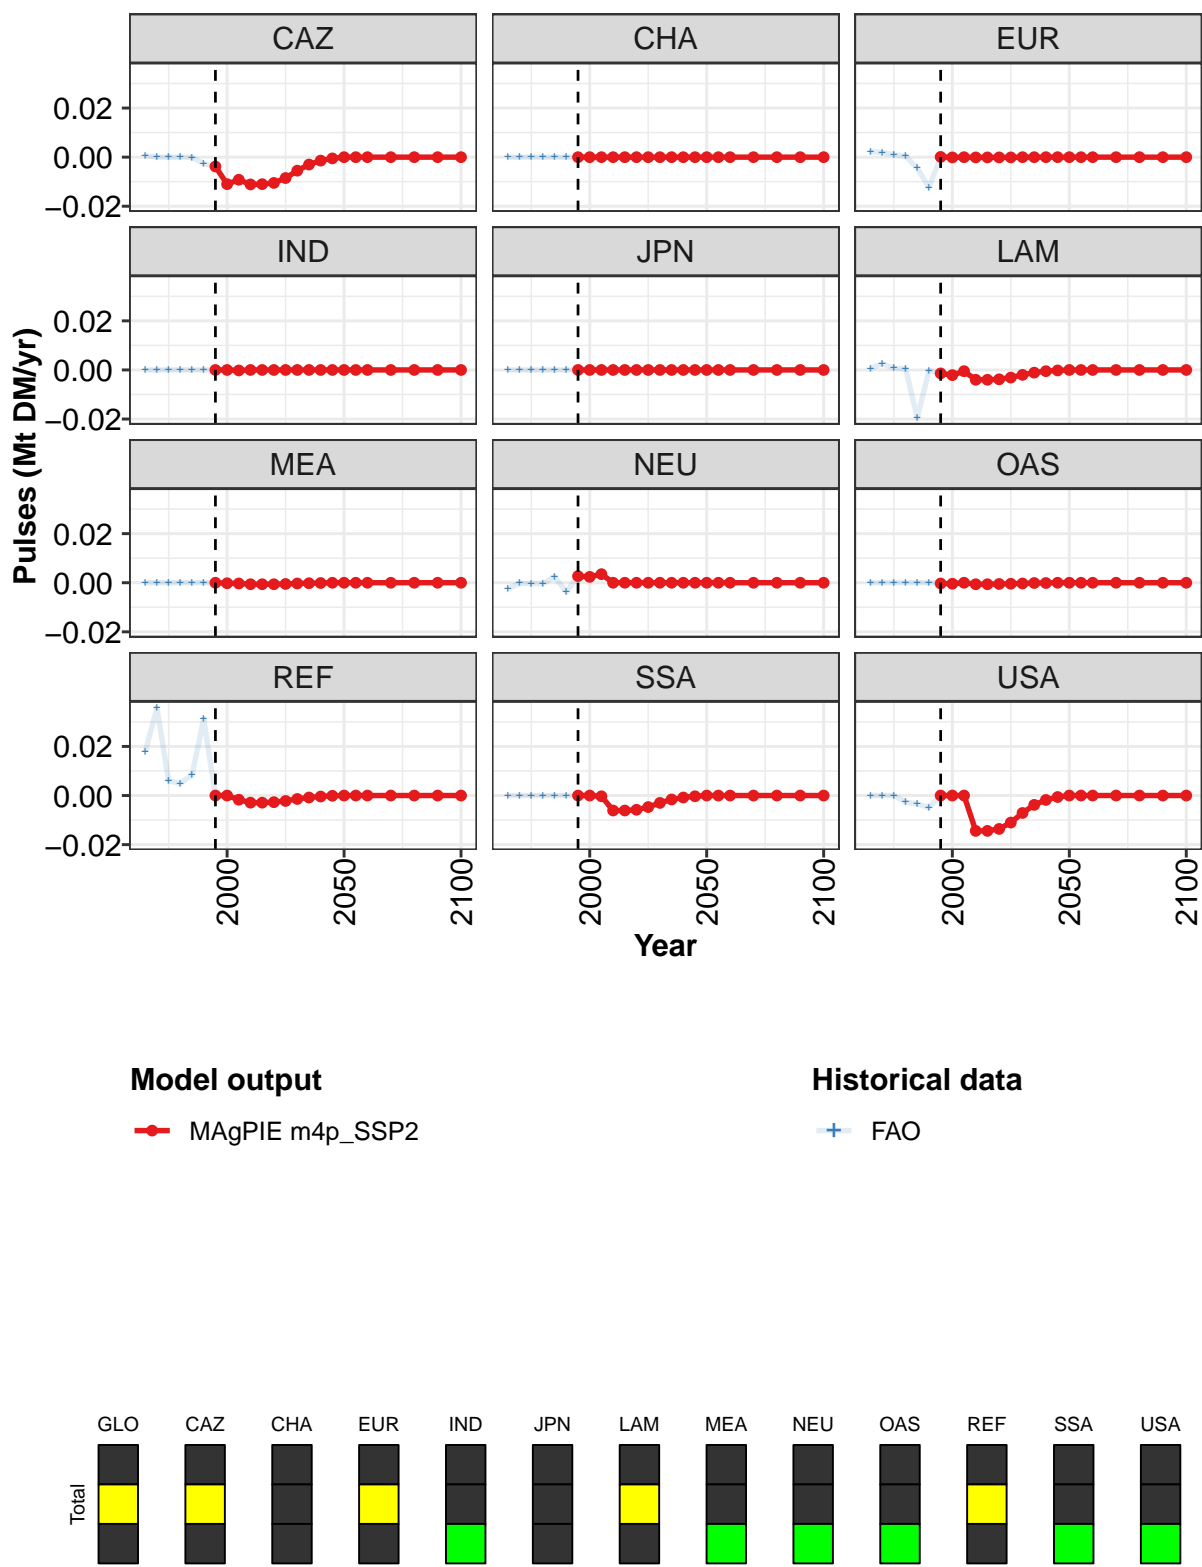 CAZ CHA EUR
0.02
0.00
−0.02
IND JPN LAM
0.02
0.00
−0.02
MEA NEU OAS
0.02
0.00
−0.02
REF SSA USA
0.02
0.00
−0.02
Pulses (Mt DM/yr)
2000 2050 2100 2000 2050 2100 2000 2050 2100
Year
Model output Historical data
MAgPIE m4p_SSP2 FAO
GLO CAZ CHA EUR IND JPN LAM MEA NEU OAS REF SSA USA
Total